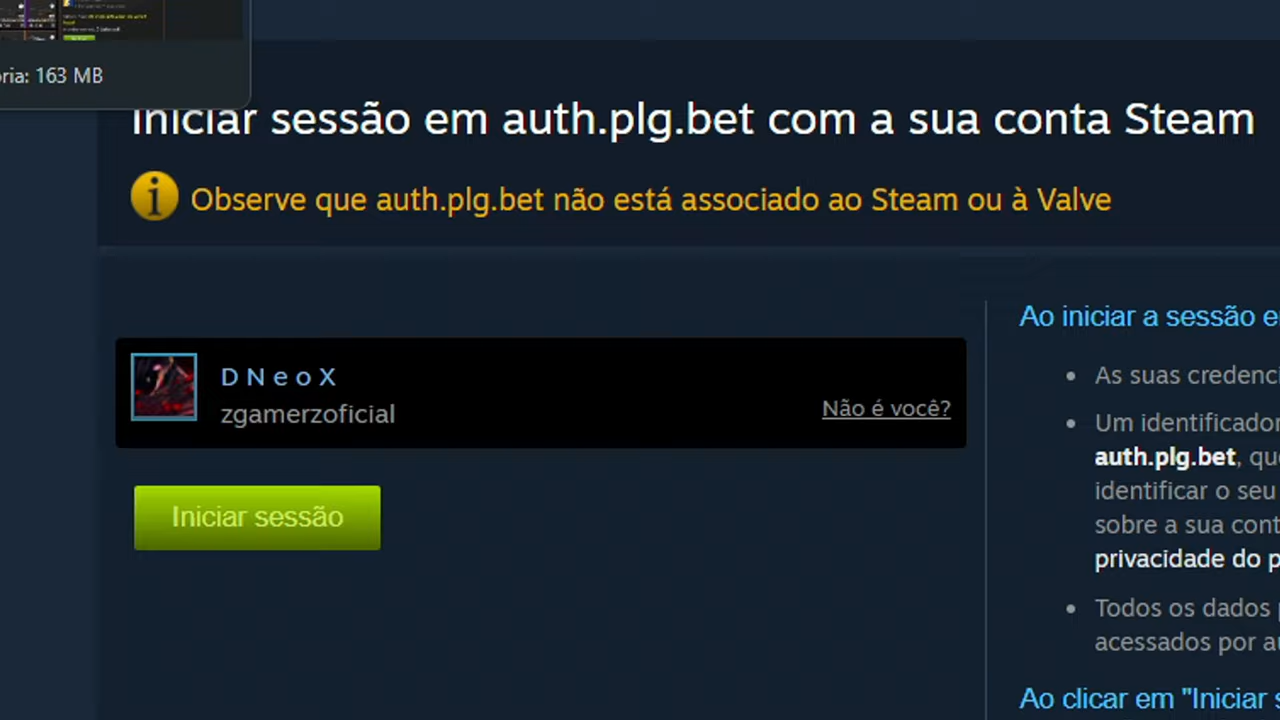 ria: 163 MB
Iniciar sessão em auth.plg.bet com a sua conta Steam
Observe que auth.plg.bet não está associado ao Steam ou à Valve
D N e o X
zgamerzoficial
Não é você?
Iniciar sessão
Ao iniciar a sessão e
As suas credenci
Um identificador
auth.plg.bet, que
identificar o seu
sobre a sua cont
privacidade do p
Todos os dados p
acessados por au
Ao clicar em "Iniciar s